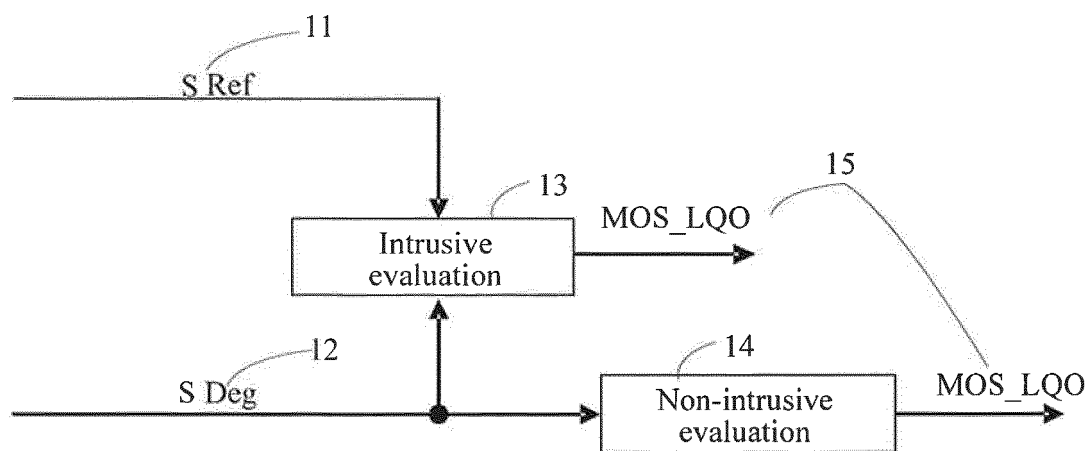 11
S Ref
13
15
MOS_LQO
Intrusive
evaluation
12
14
S Deg
MOS_LQO
Non-intrusive
evaluation